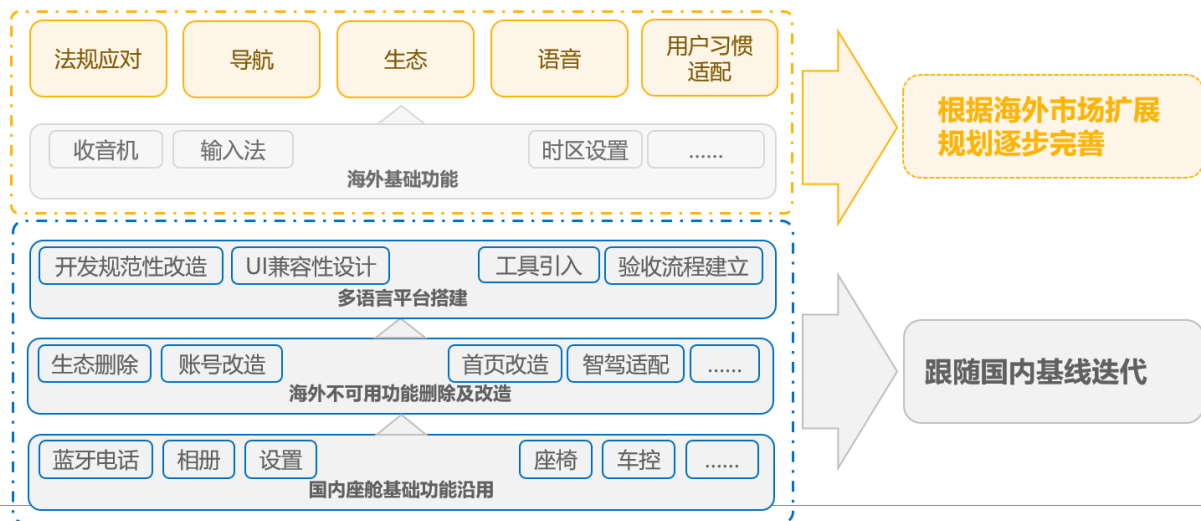 法规应对
导航
生态
语音
用户习惯
适配
收音机
输入法
时区设置
......
海外基础功能
根据海外市场扩展
规划逐步完善
开发规范性改造
UI兼容性设计
工具引入
验收流程建立
多语言平台搭建
生态删除
账号改造
首页改造
智驾适配
......
海外不可用功能删除及改造
蓝牙电话
相册
设置
座椅
车控
......
国内座舱基础功能沿用
跟随国内基线迭代